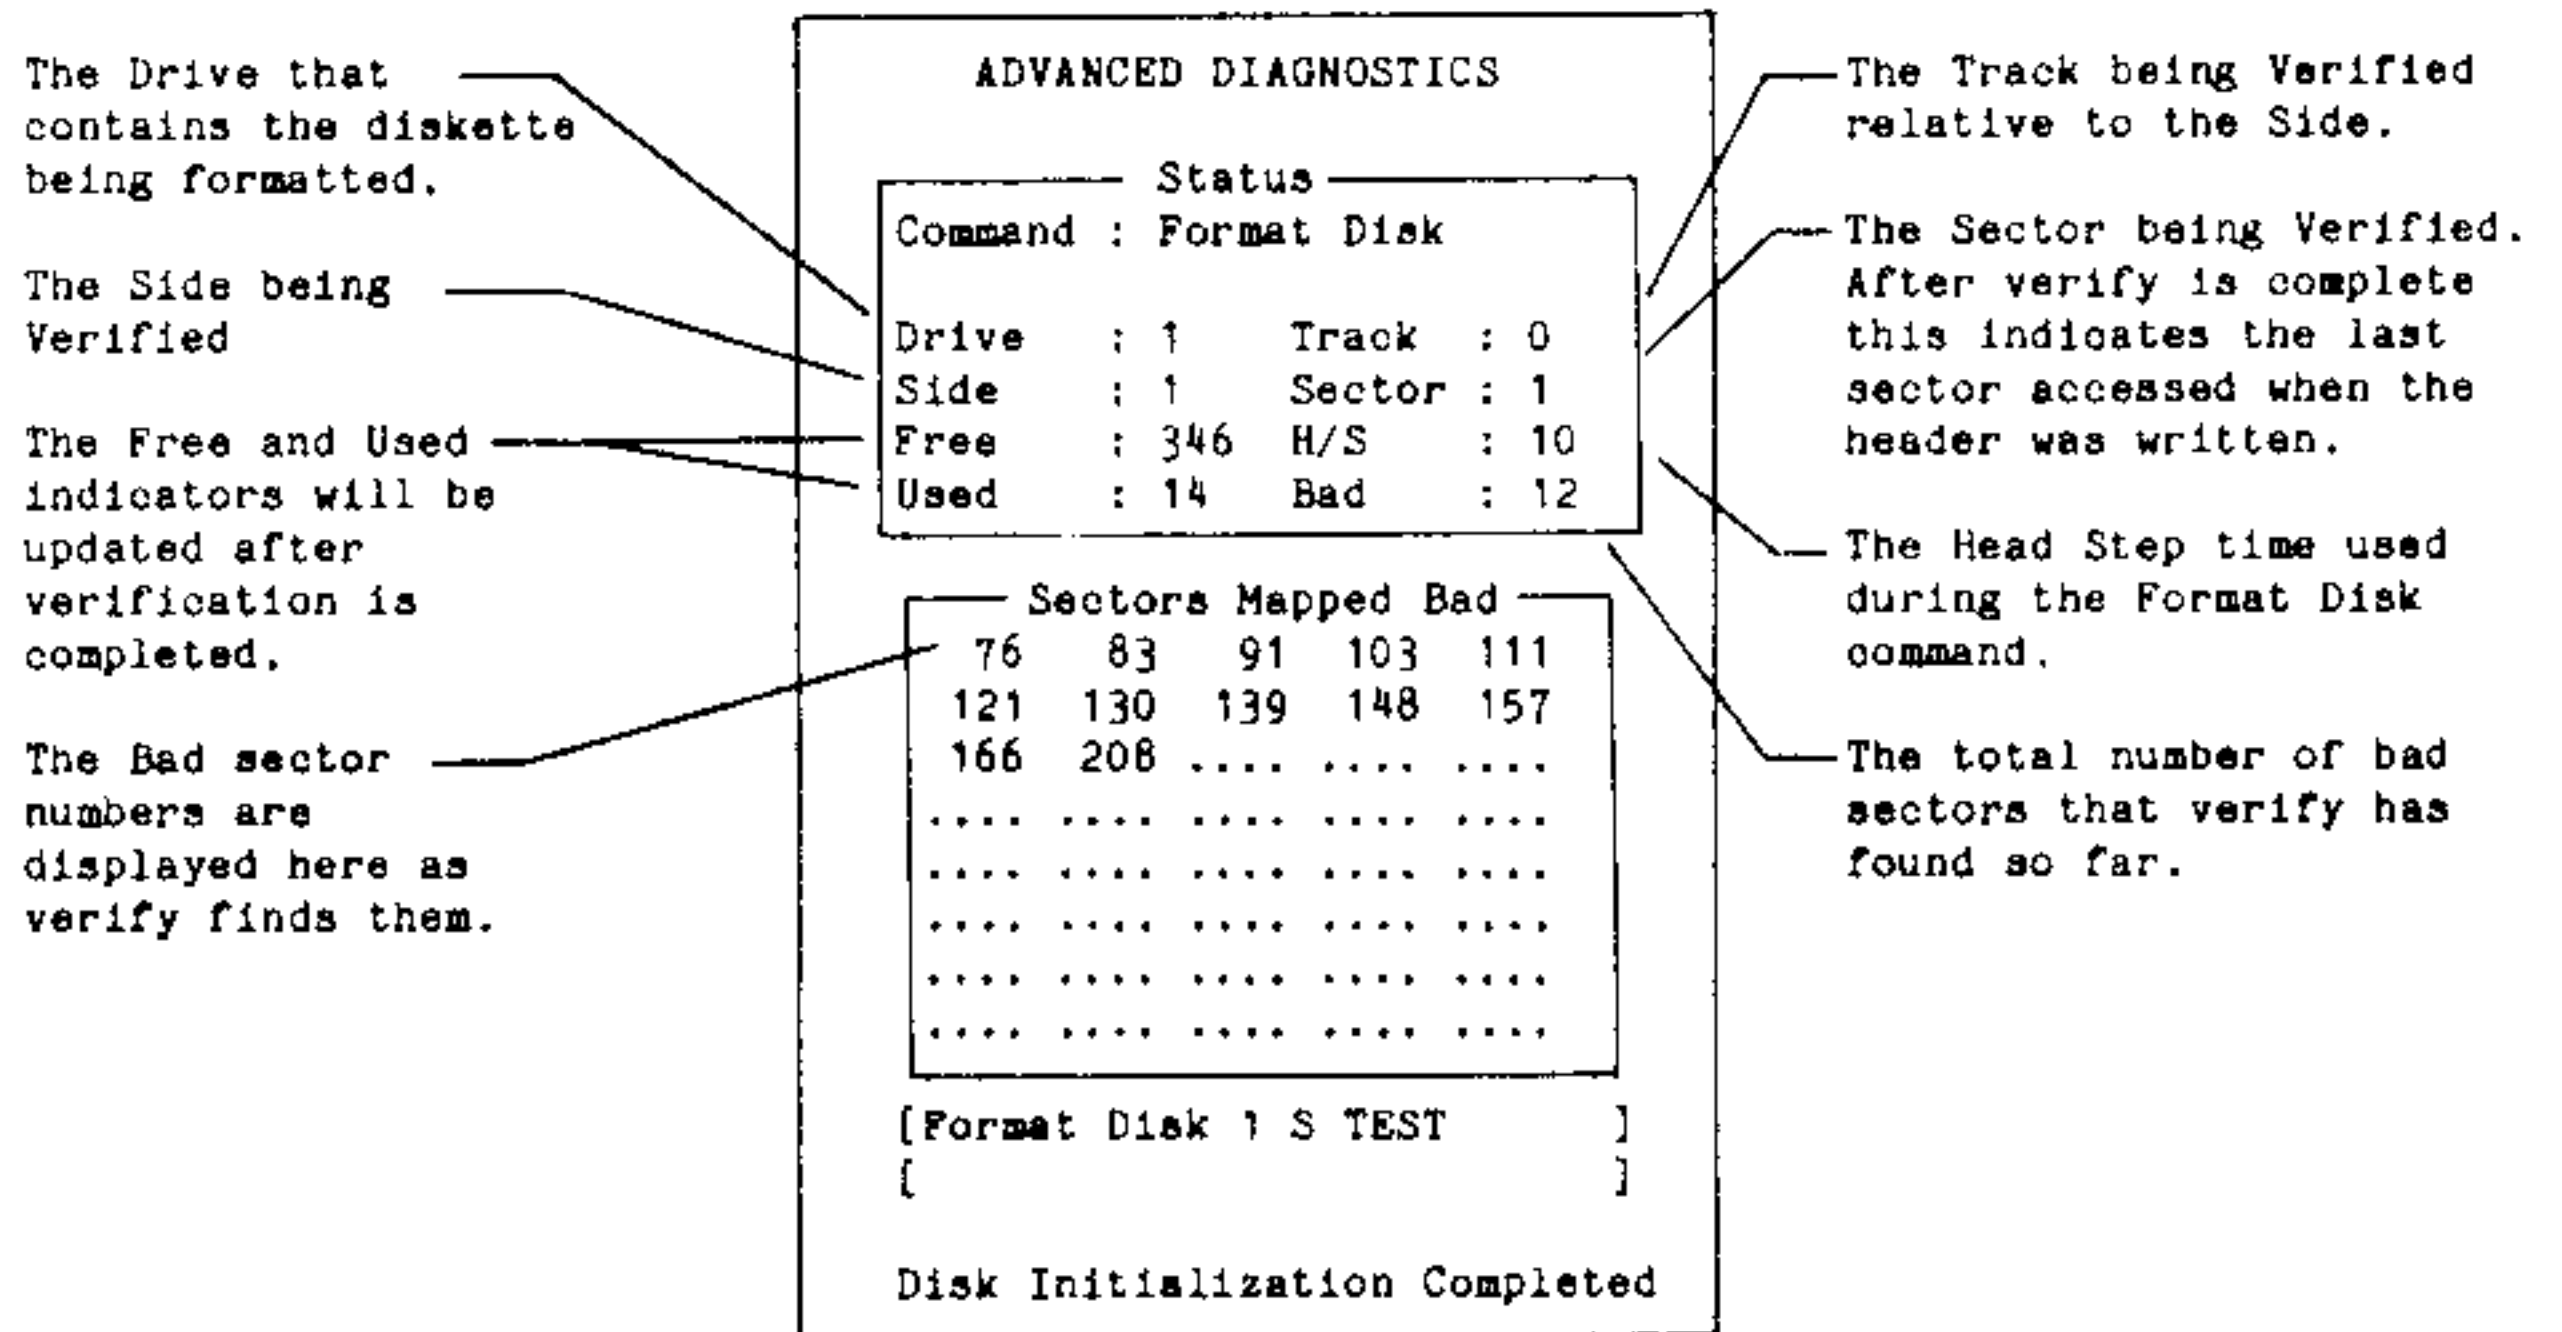 The Drive that
contains the diskette
being formatted.
The Side being
Verified
The Free and Used
indicators will be
updated after
verification is
completed.
The Bad sector
numbers are
displayed here as
verify finds them.
ADVANCED DIAGNOSTICS
Status
Command : Format Disk
Drive : 1 Track : 0
Side : 1 Sector : 1
Free : 346 H/S : 10
Used : 14 Bad : 12
Sectors Mapped Bad
76 83 91 103 111
121 130 139 148 157
166 208 .... .... ....
.... .... .... .... ....
.... .... .... .... ....
.... .... .... .... ....
.... .... .... .... ....
.... .... .... .... ....
[Format Disk 1 S TEST ]
[ ]
Disk Initialization Completed
The Track being Verified
relative to the Side.
The Sector being Verified.
After verify is complete
this indicates the last
sector accessed when the
header was written.
The Head Step time used
during the Format Disk
command.
The total number of bad
sectors that verify has
found so far.